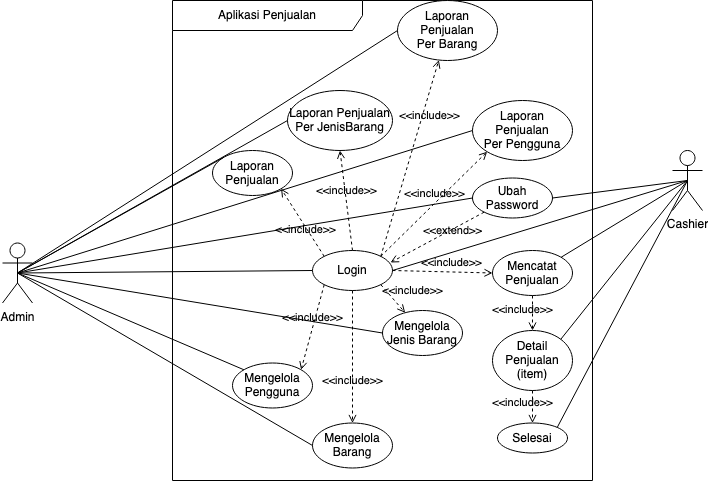 Aplikasi Penjualan
Laporan
Penjualan
Per Barang
<<include>>
Laporan Penjualan
Per JenisBarang
Laporan
Penjualan
Per Pengguna
Laporan
Penjualan
<<include>>
<<include>>
Ubah
Password
Cashier
<<include>>
<<extend>>
Login
<<include>>
Mencatat
Penjualan
<<include>>
Admin
<<include>>
<<include>>
Mengelola
Jenis Barang
Detail
Penjualan
(item)
Mengelola
Pengguna
<<include>>
<<include>>
Mengelola
Barang
Selesai